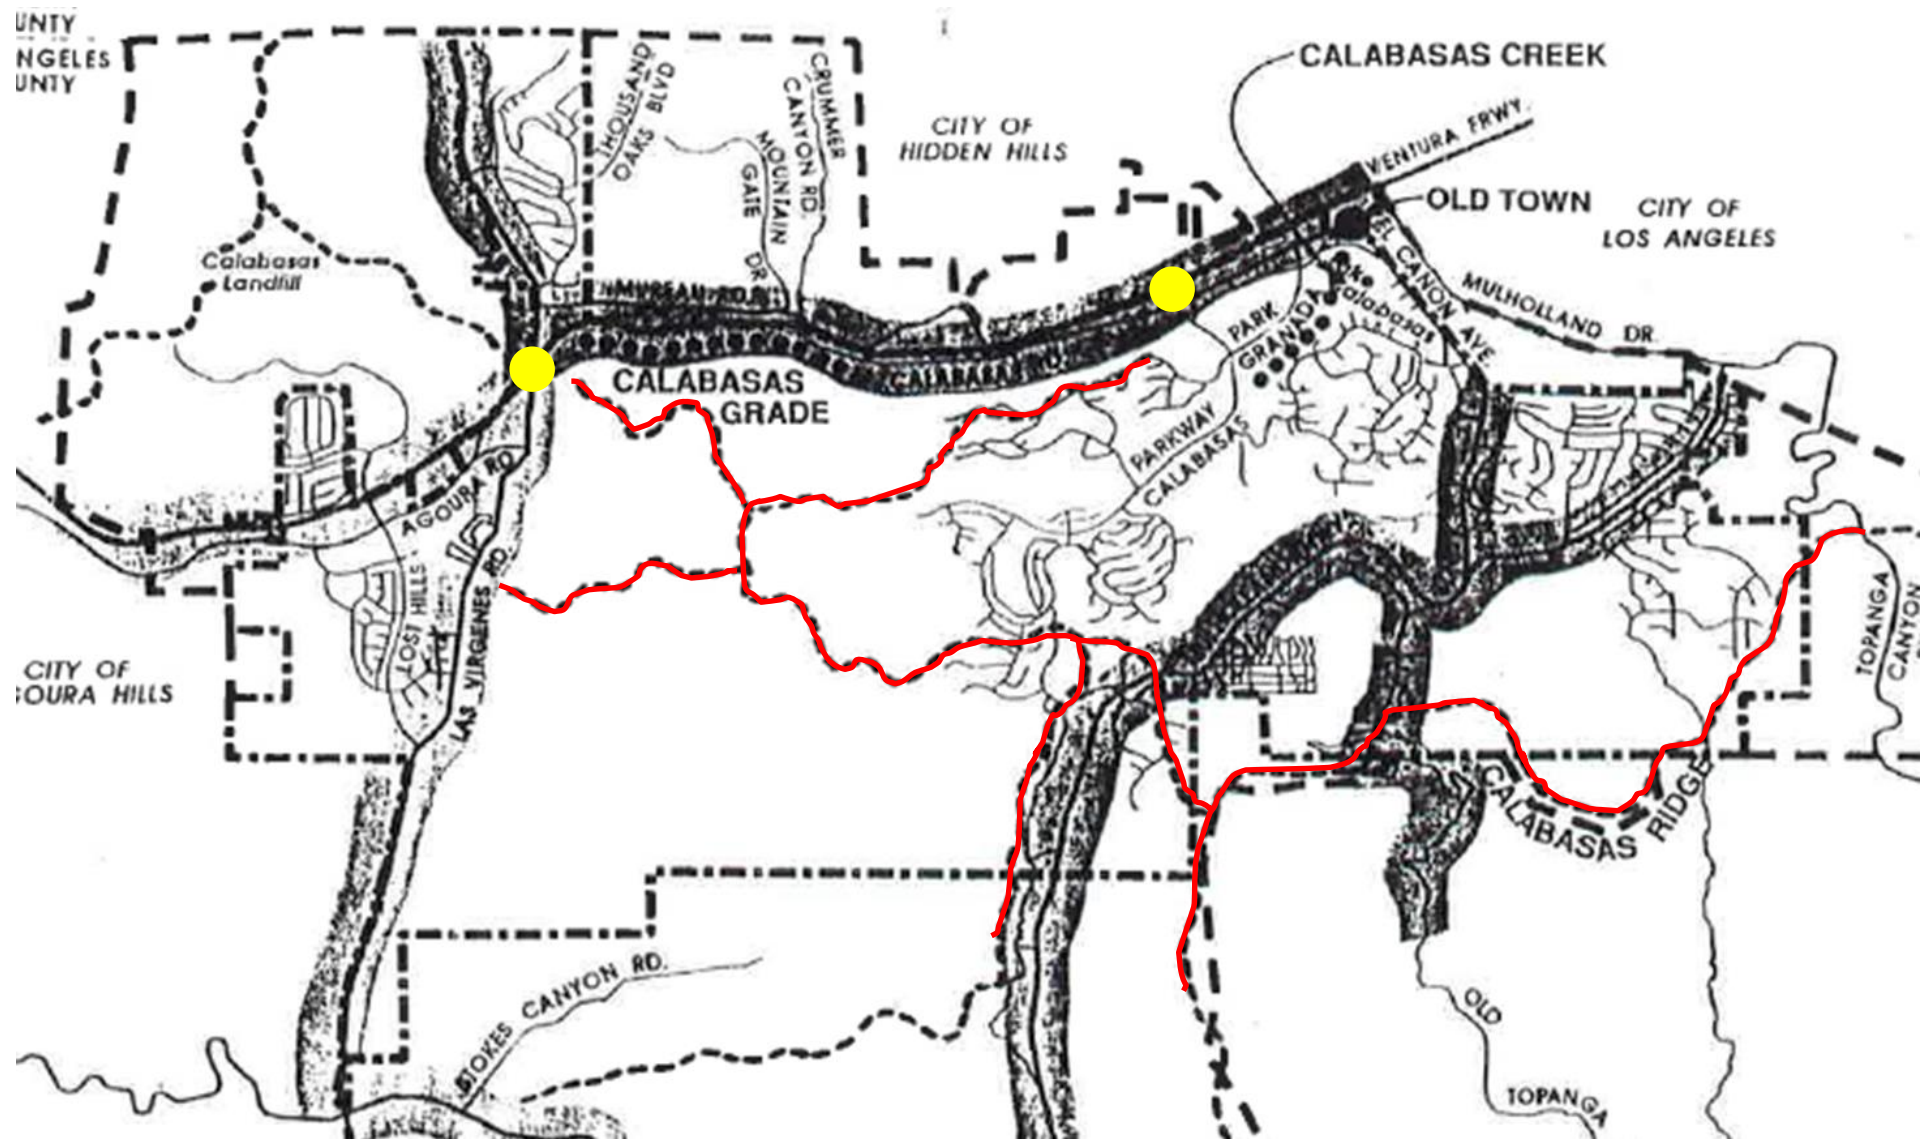 UNTY
NGELES
UNTY
THOUSAND
OAKS BLVD
CRUMMER
CANYON RD.
MOUNTAIN
GATE DR
CITY OF
HIDDEN HILLS
CALABASAS CREEK
VENTURA FRWY.
OLD TOWN
CITY OF
LOS ANGELES
EL CANON AVE.
MULHOLLAND DR.
Calabasas
Landfill
MUREAU RD.
CALABASAS RD.
Lake
Calabasas
PARK
GRANADA
CALABASAS
GRADE
PARKWAY
CALABASAS
AGOURA RD
LOST HILLS
LAS VIRGENES RD
CITY OF
GOURA HILLS
TOPANGA
CANYON
CALABASAS RIDGE
STOKES CANYON RD.
OLD
TOPANGA